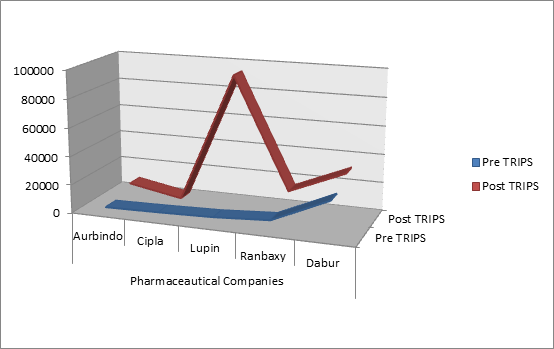 100000
80000
60000
40000
20000
0
Aurbindo
Cipla
Lupin
Ranbaxy
Dabur
Pharmaceautical Companies
Post TRIPS
Pre TRIPS
Pre TRIPS
Post TRIPS